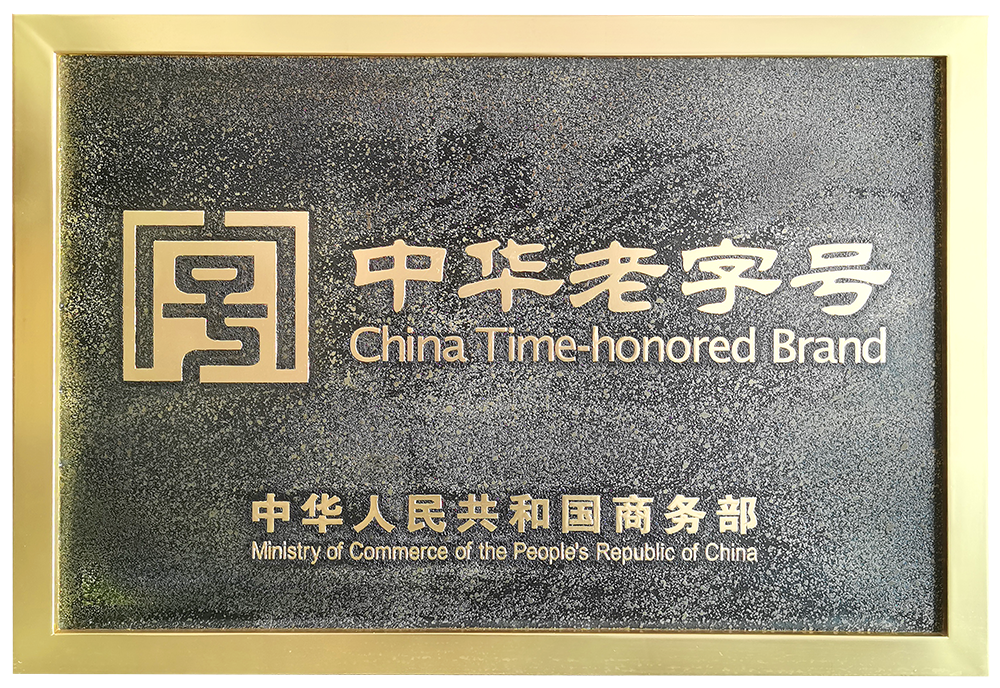 中华老字号
China Time-honored Brand
中华人民共和国商务部
Ministry of Commerce of the People's Republic of China